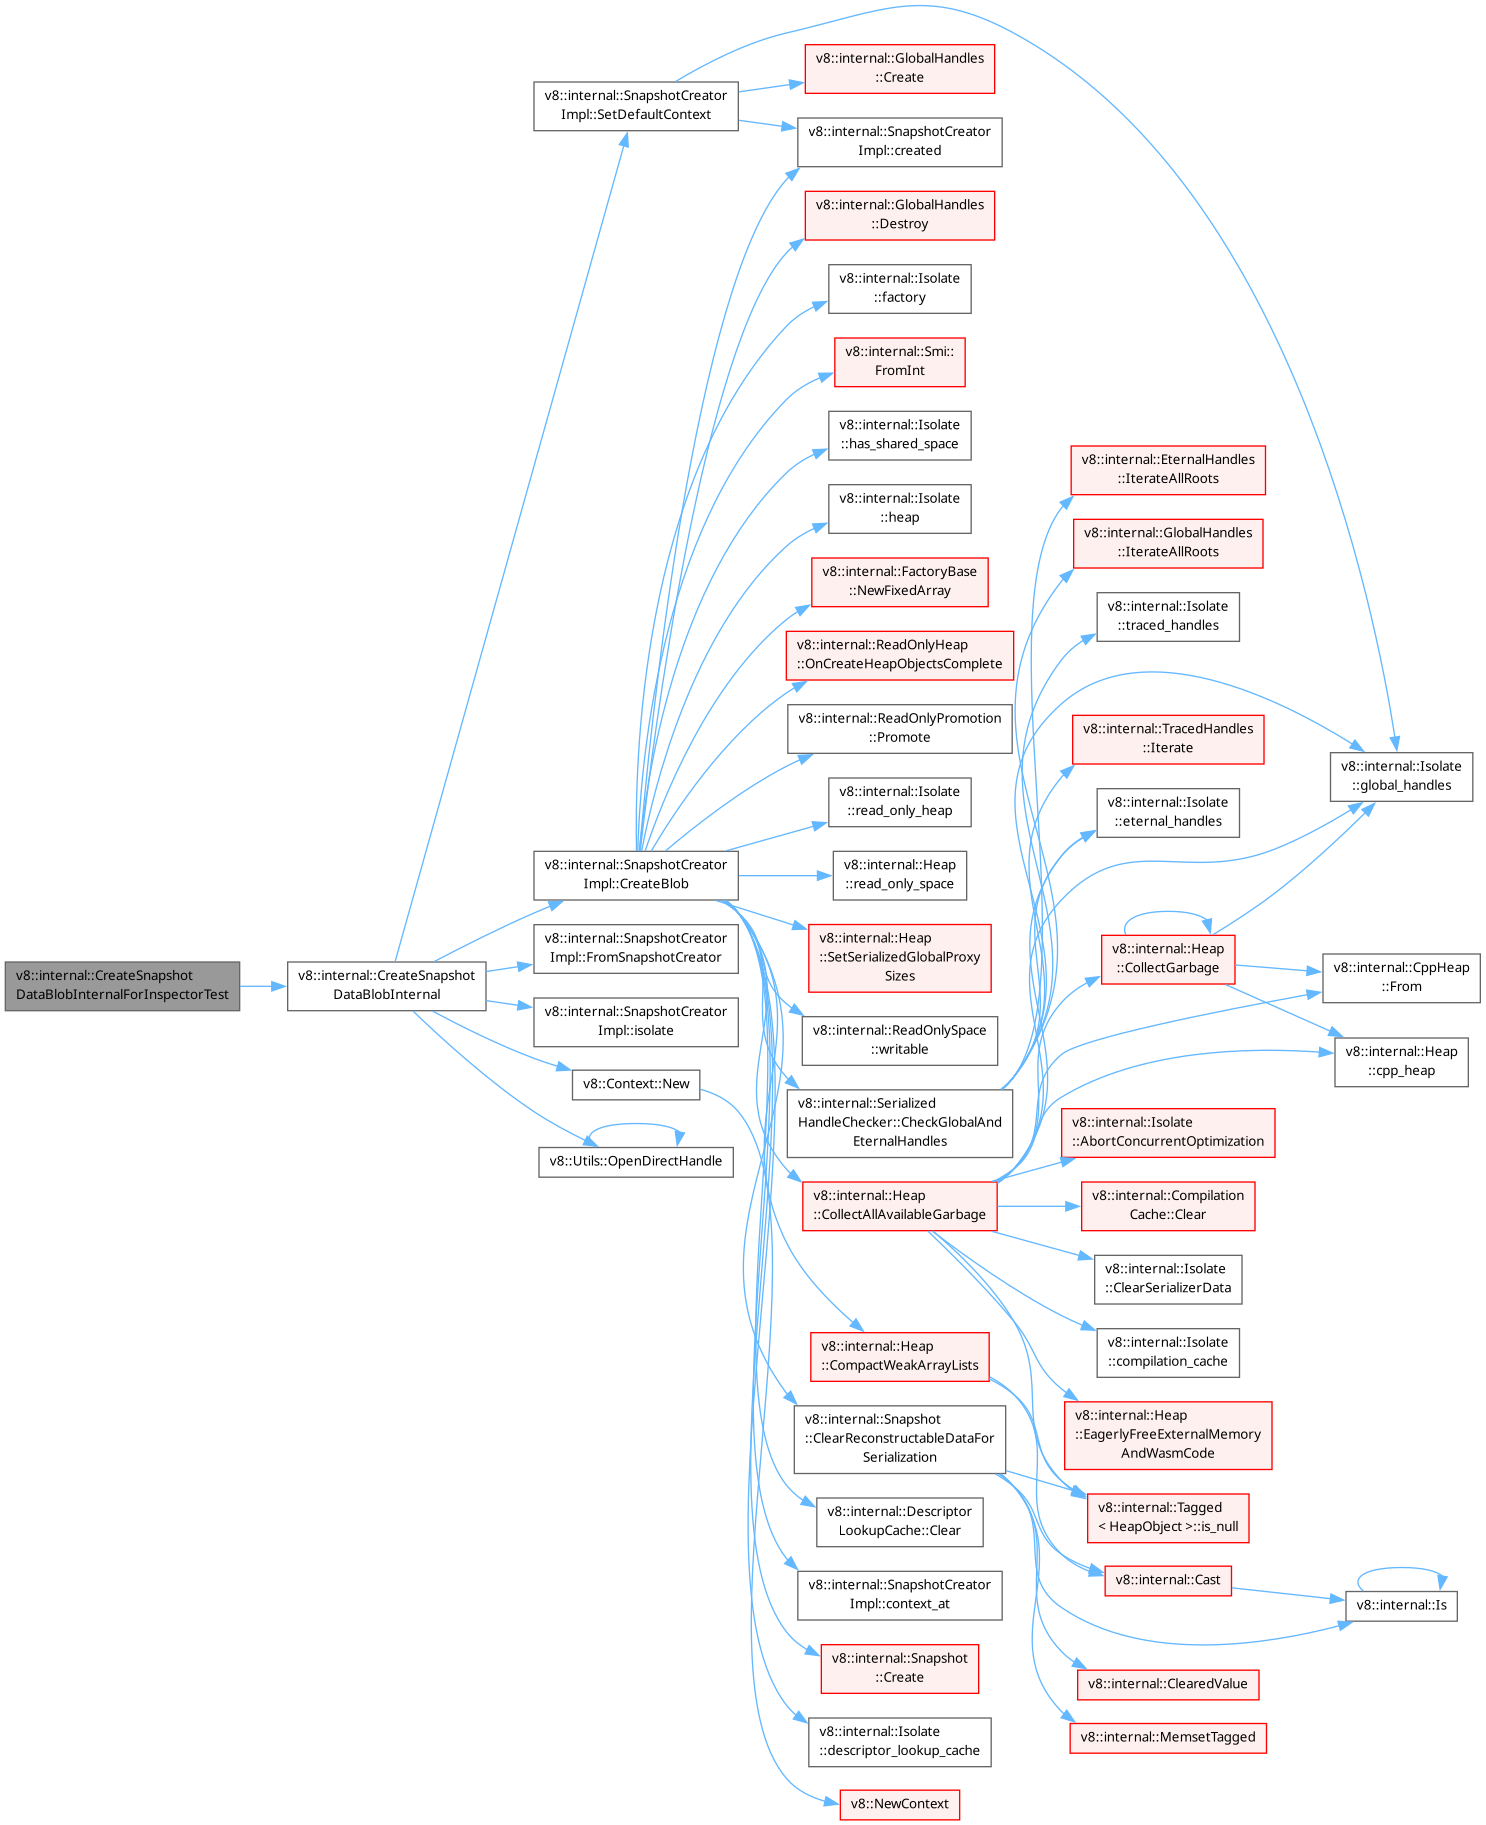 v8::internal::CreateSnapshot
DataBlobInternalForInspectorTest
v8::internal::CreateSnapshot
DataBlobInternal
v8::internal::SnapshotCreator
Impl::SetDefaultContext
v8::internal::SnapshotCreator
Impl::CreateBlob
v8::internal::SnapshotCreator
Impl::FromSnapshotCreator
v8::internal::SnapshotCreator
Impl::isolate
v8::Context::New
v8::Utils::OpenDirectHandle
v8::internal::GlobalHandles
::Create
v8::internal::SnapshotCreator
Impl::created
v8::internal::GlobalHandles
::Destroy
v8::internal::Isolate
::factory
v8::internal::Smi::
FromInt
v8::internal::Isolate
::has_shared_space
v8::internal::Isolate
::heap
v8::internal::FactoryBase
::NewFixedArray
v8::internal::ReadOnlyHeap
::OnCreateHeapObjectsComplete
v8::internal::ReadOnlyPromotion
::Promote
v8::internal::Isolate
::read_only_heap
v8::internal::Heap
::read_only_space
v8::internal::Heap
::SetSerializedGlobalProxy
Sizes
v8::internal::ReadOnlySpace
::writable
v8::internal::Serialized
HandleChecker::CheckGlobalAnd
EternalHandles
v8::internal::Heap
::CollectAllAvailableGarbage
v8::internal::Heap
::CompactWeakArrayLists
v8::internal::Snapshot
::ClearReconstructableDataFor
Serialization
v8::internal::Descriptor
LookupCache::Clear
v8::internal::SnapshotCreator
Impl::context_at
v8::internal::Snapshot
::Create
v8::internal::Isolate
::descriptor_lookup_cache
v8::NewContext
v8::internal::EternalHandles
::IterateAllRoots
v8::internal::GlobalHandles
::IterateAllRoots
v8::internal::Isolate
::traced_handles
v8::internal::TracedHandles
::Iterate
v8::internal::Isolate
::eternal_handles
v8::internal::Heap
::CollectGarbage
v8::internal::Isolate
::AbortConcurrentOptimization
v8::internal::Compilation
Cache::Clear
v8::internal::Isolate
::ClearSerializerData
v8::internal::Isolate
::compilation_cache
v8::internal::Heap
::EagerlyFreeExternalMemory
AndWasmCode
v8::internal::Tagged
< HeapObject >::is_null
v8::internal::Cast
v8::internal::ClearedValue
v8::internal::MemsetTagged
v8::internal::Isolate
::global_handles
v8::internal::CppHeap
::From
v8::internal::Heap
::cpp_heap
v8::internal::Is